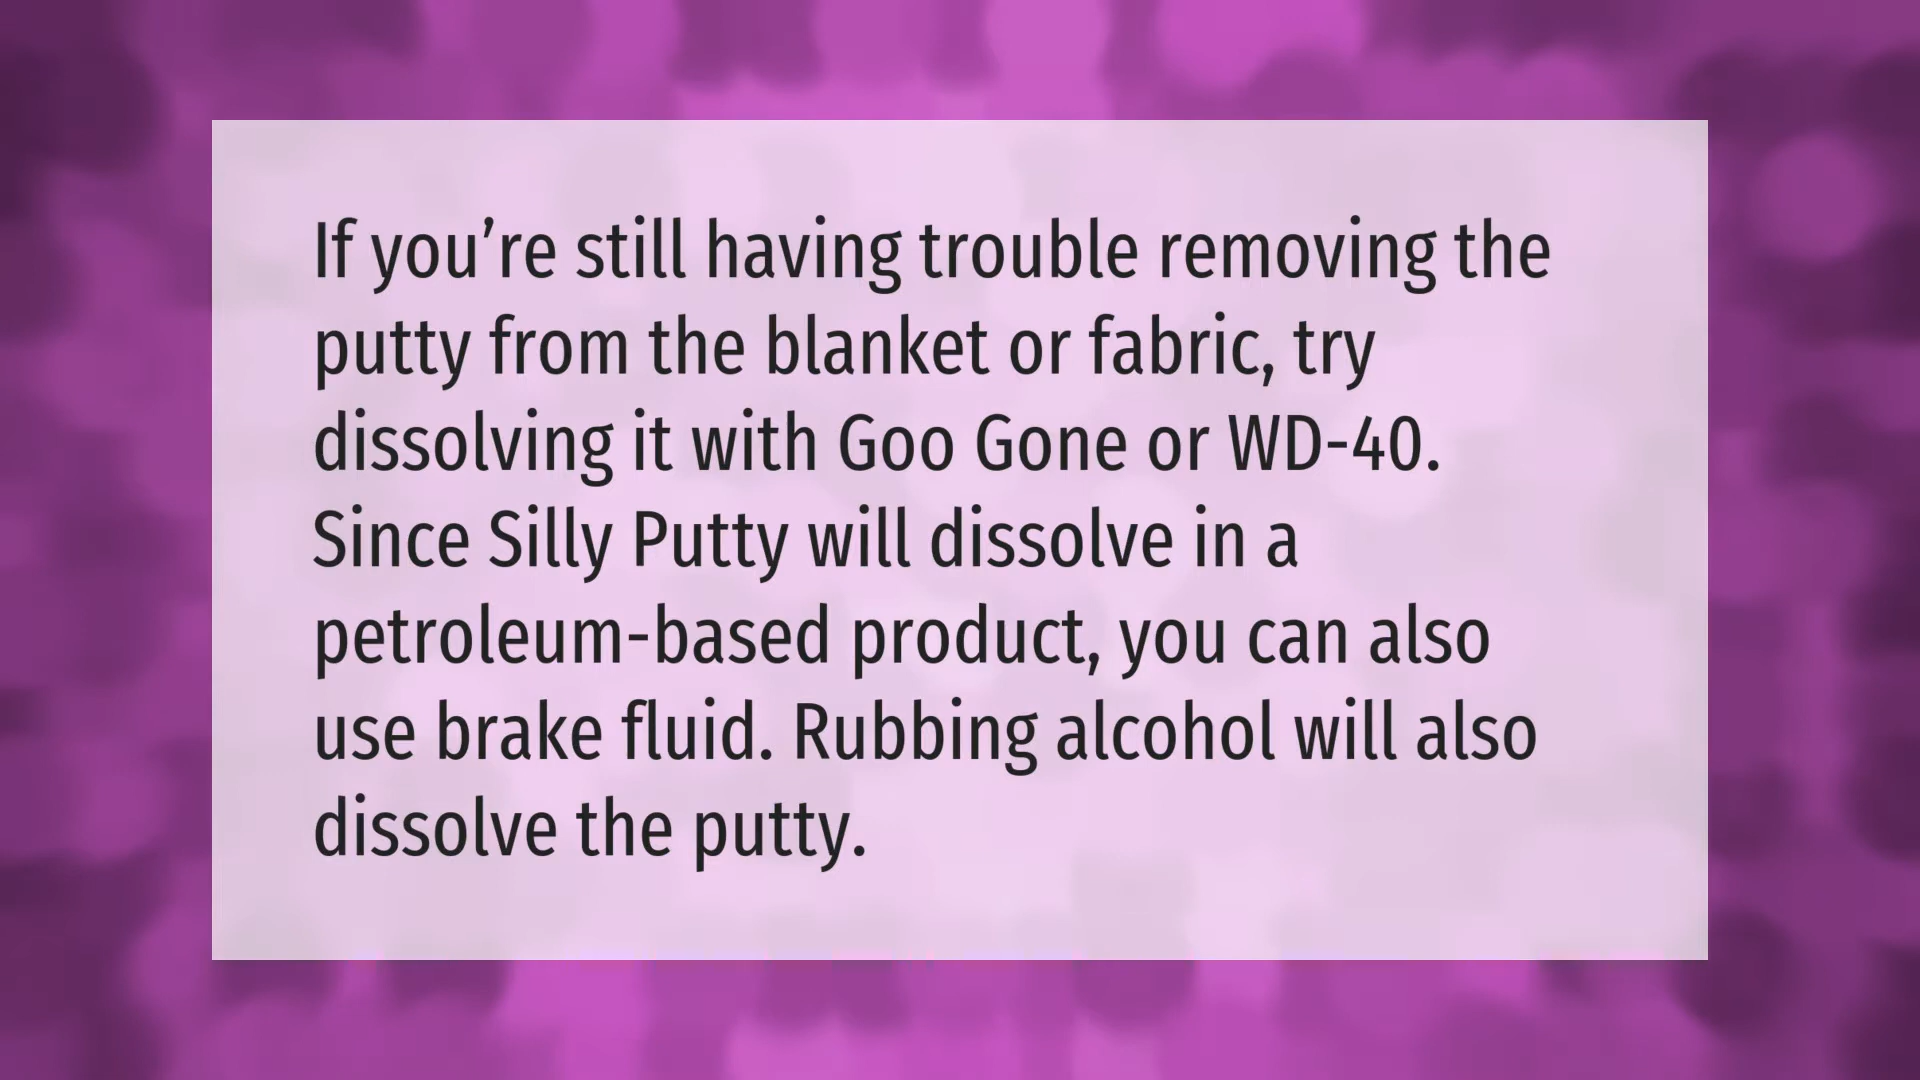 If you’re still having trouble removing the
putty from the blanket or fabric, try
dissolving it with Goo Gone or WD-40.
Since Silly Putty will dissolve in a
petroleum-based product, you can also
use brake fluid. Rubbing alcohol will also
dissolve the putty.